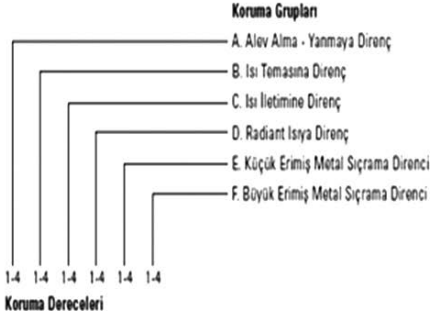 Koruma Grupları
A. Alev Alma - Yanmaya Direnç
B. Isı Temasına Direnç
C. Isı İletimine Direnç
D. Radiant Isıya Direnç
E. Küçük Erimiş Metal Sıçrama Direnci
F. Büyük Erimiş Metal Sıçrama Direnci
1-4 1-4 1-4 1-4 1-4 1-4
Koruma Dereceleri